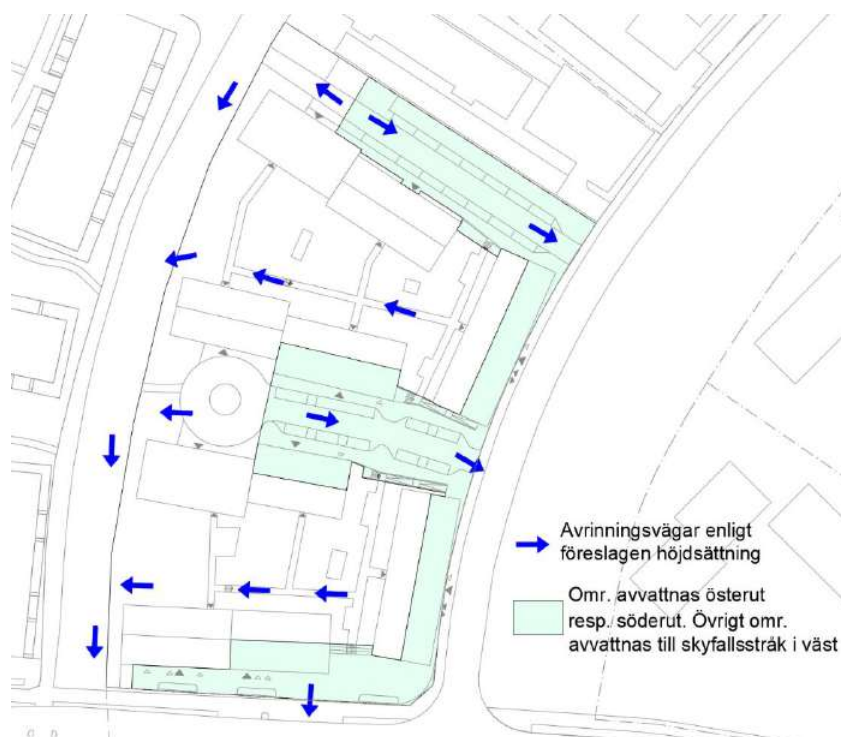 Avrinningsvägar enligt
föreslagen höjdsättning
Omr. avvattnas österut
resp. söderut. Övrigt omr.
avvattnas till skyfallsstråk i väst